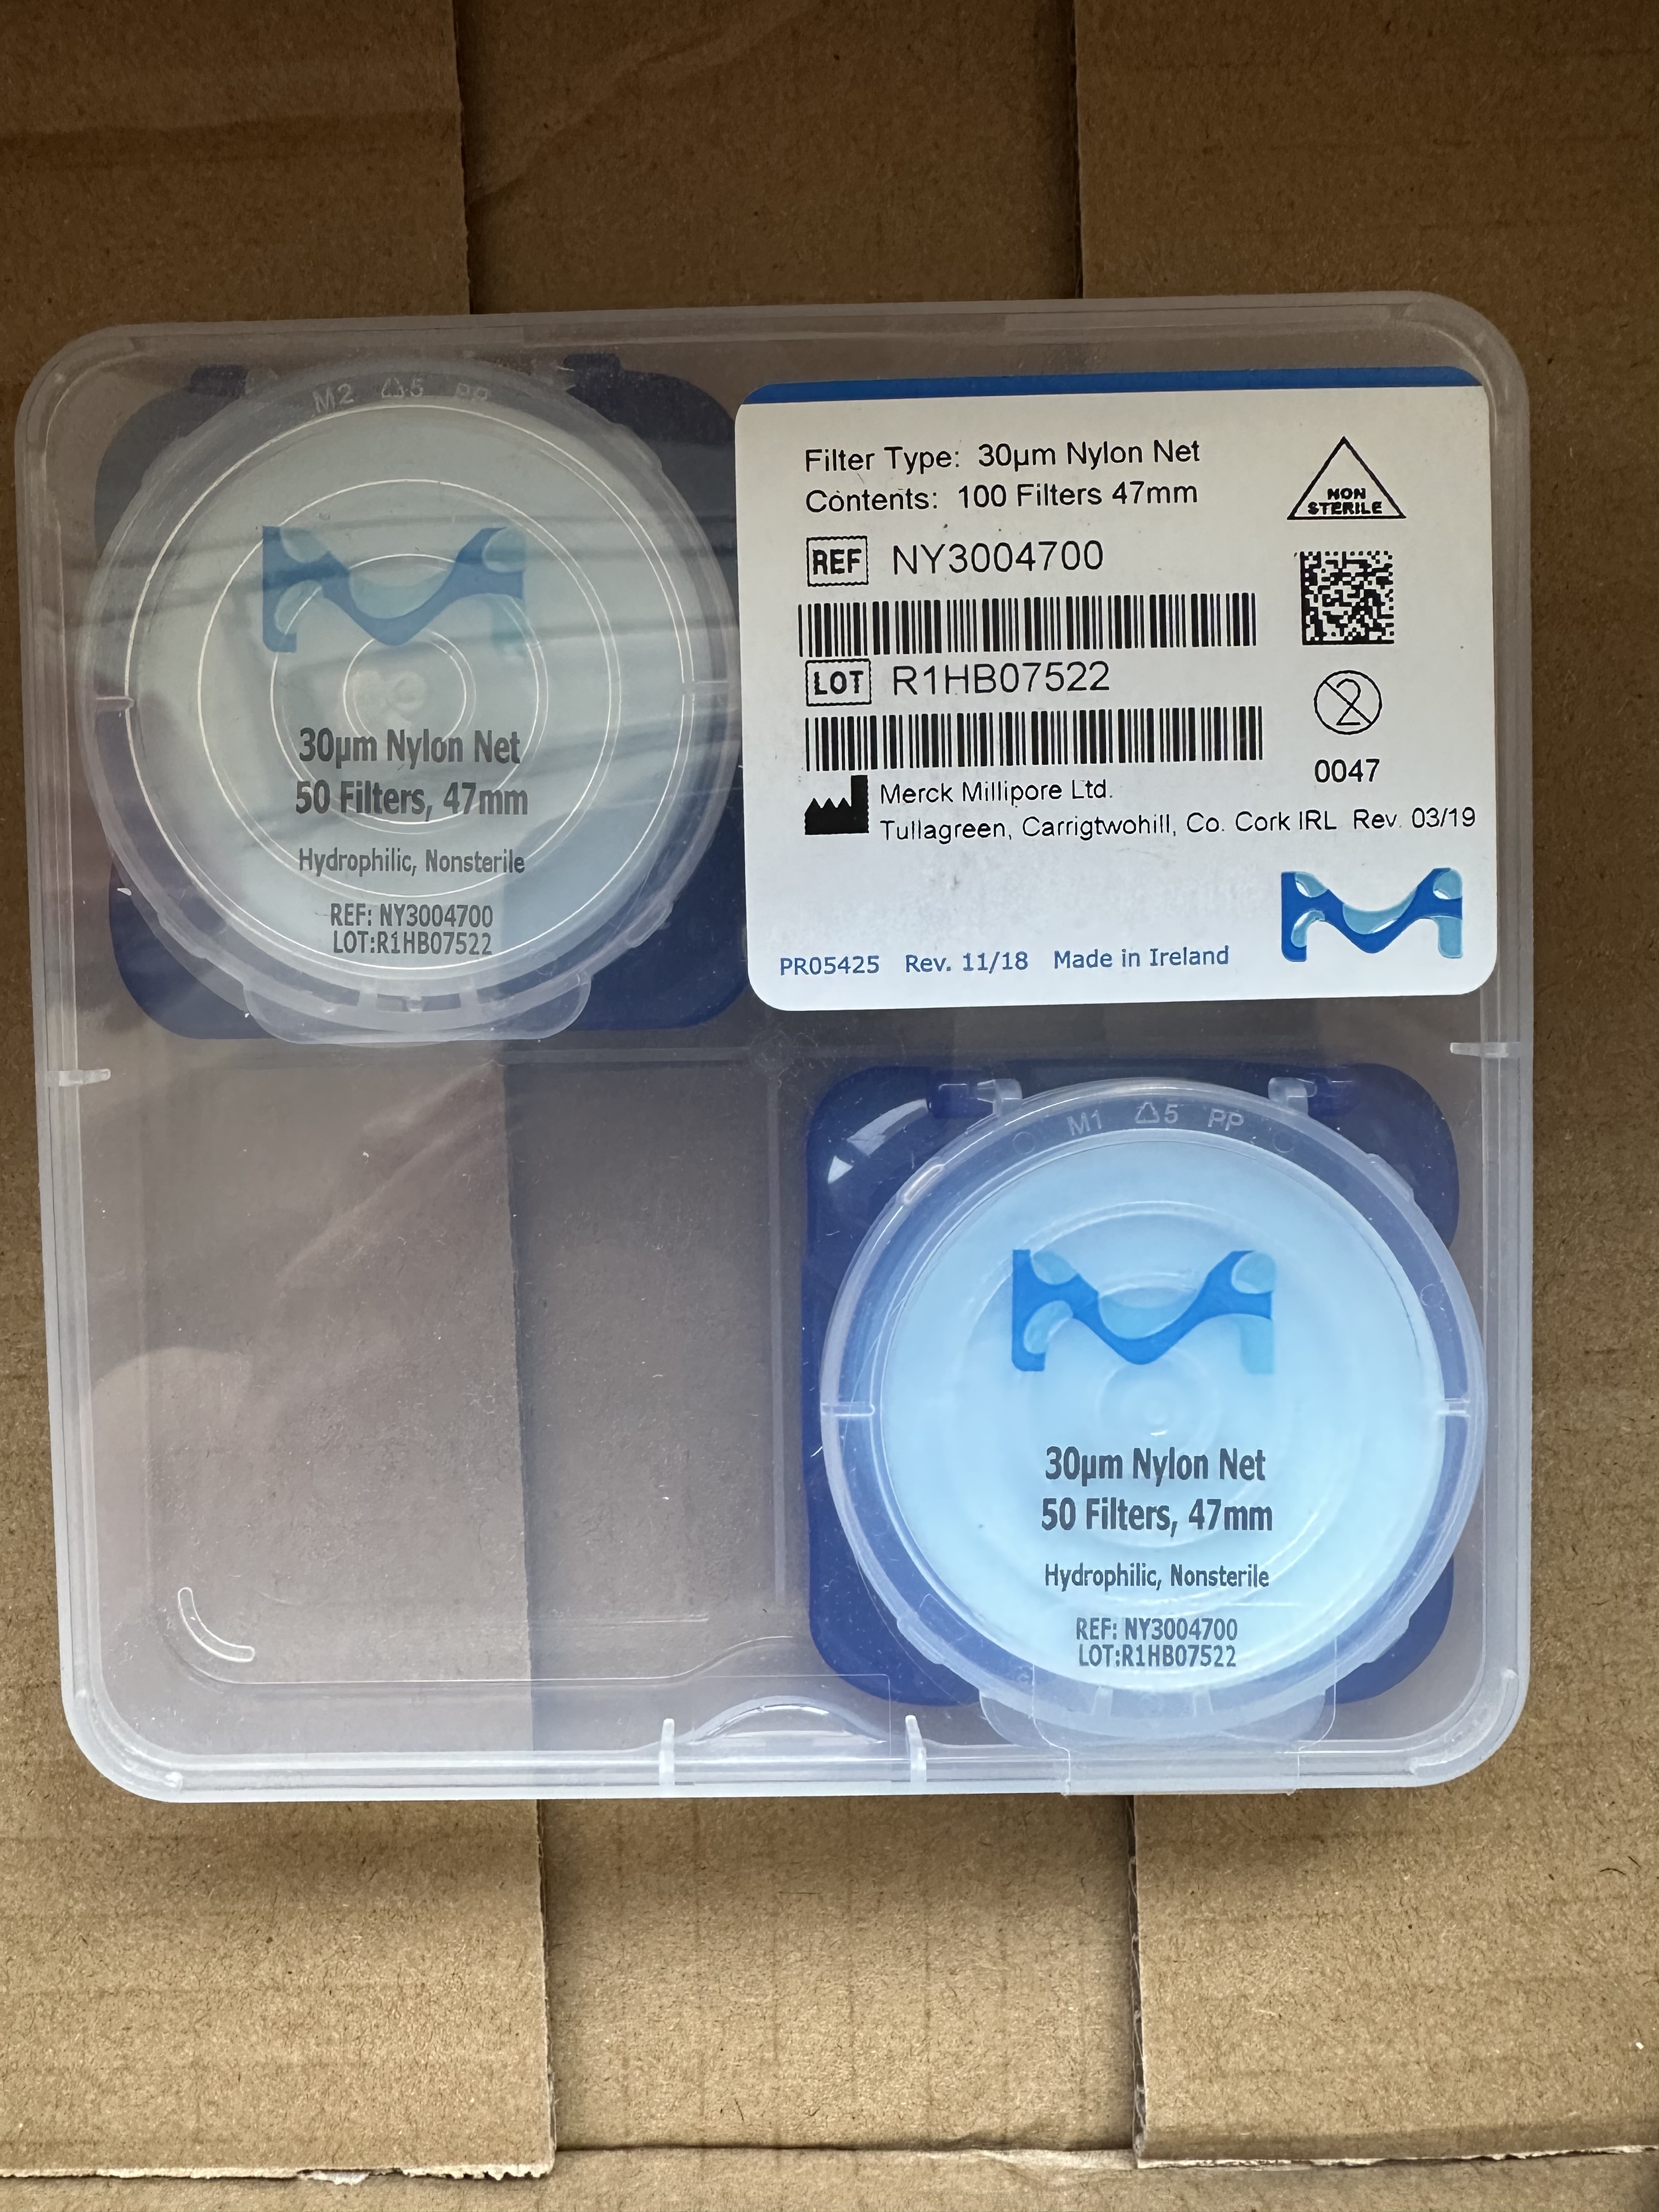 M2 5 PP
30µm Nylon Net
50 Filters, 47mm
Hydrophilic, Nonsterile
REF: NY3004700
LOT:R1HB07522
Filter Type: 30µm Nylon Net
Contents: 100 Filters 47mm
NON
STERILE
REF NY3004700
LOT R1HB07522
2
0047
Merck Millipore Ltd.
Tullagreen, Carrigtwohill, Co. Cork IRL Rev. 03/19
PR05425 Rev. 11/18 Made in Ireland
M1 5 PP
30µm Nylon Net
50 Filters, 47mm
Hydrophilic, Nonsterile
REF: NY3004700
LOT:R1HB07522